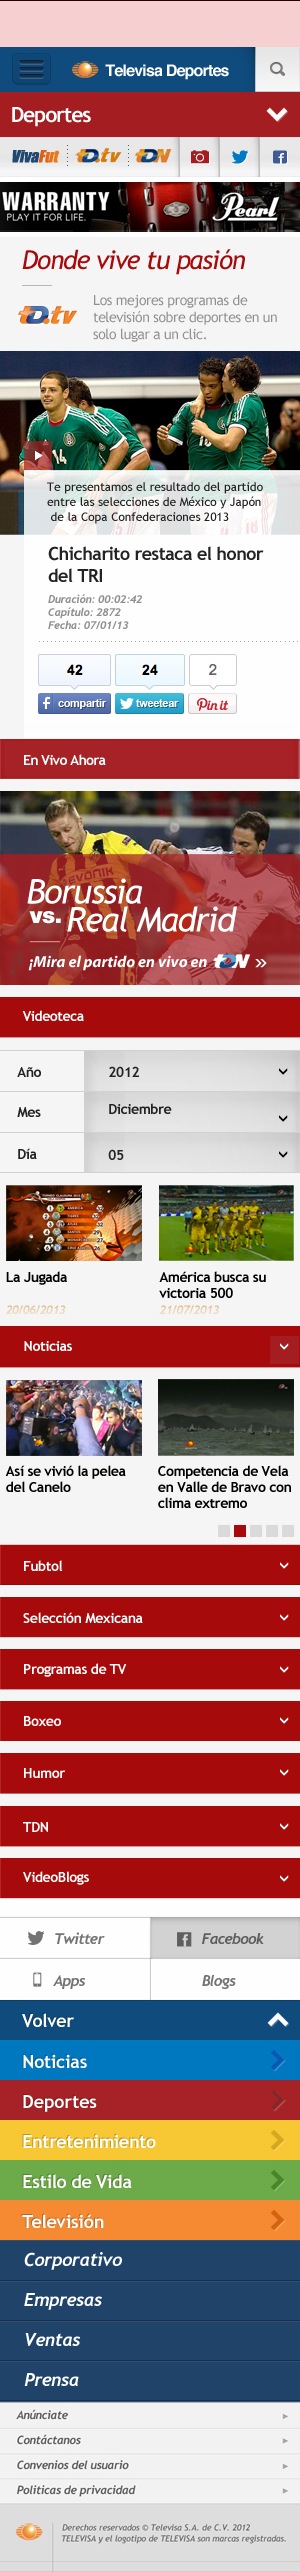 Televisa Deportes
Deportes
VivaFut
TD.tv
TDN
WARRANTY
PLAY IT FOR LIFE.
Pearl
Donde vive tu pasión
TD.tv
Los mejores programas de
televisión sobre deportes en un
solo lugar a un clic.
14
Te presentamos el resultado del partido
entre las selecciones de México y Japón
de la Copa Confederaciones 2013
Chicharito restaca el honor
del TRI
Duración: 00:02:42
Capítulo: 2872
Fecha: 07/01/13
42
24
2
compartir
tweetear
Pin it
En Vivo Ahora
EVONIK
Borussia
vs. Real Madrid
¡Mira el partido en vivo en TDN »
Videoteca
Año
2012
Mes
Diciembre
Día
05
La Jugada
20/06/2013
América busca su
victoria 500
21/07/2013
Noticias
Así se vivió la pelea
del Canelo
Competencia de Vela
en Valle de Bravo con
clima extremo
Fubtol
Selección Mexicana
Programas de TV
Boxeo
Humor
TDN
VideoBlogs
Twitter
Facebook
Apps
Blogs
Volver
Noticias
Deportes
Entretenimiento
Estilo de Vida
Televisión
Corporativo
Empresas
Ventas
Prensa
Anúnciate
Contáctanos
Convenios del usuario
Politicas de privacidad
Derechos reservados © Televisa S.A. de C.V. 2012
TELEVISA y el logotipo de TELEVISA son marcas registradas.